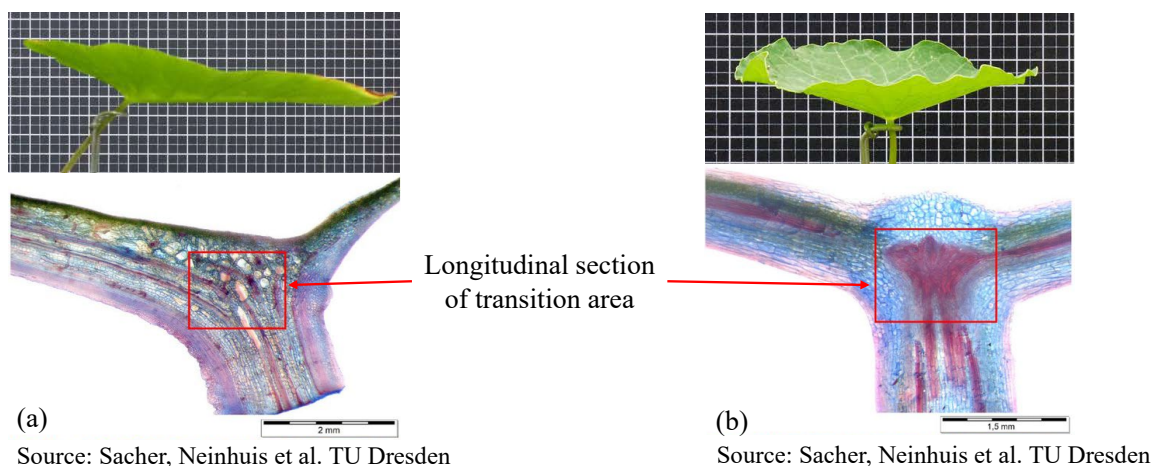 Longitudinal section
of transition area
(a)
2 mm
(b)
1,5 mm
Source: Sacher, Neinhuis et al. TU Dresden
Source: Sacher, Neinhuis et al. TU Dresden